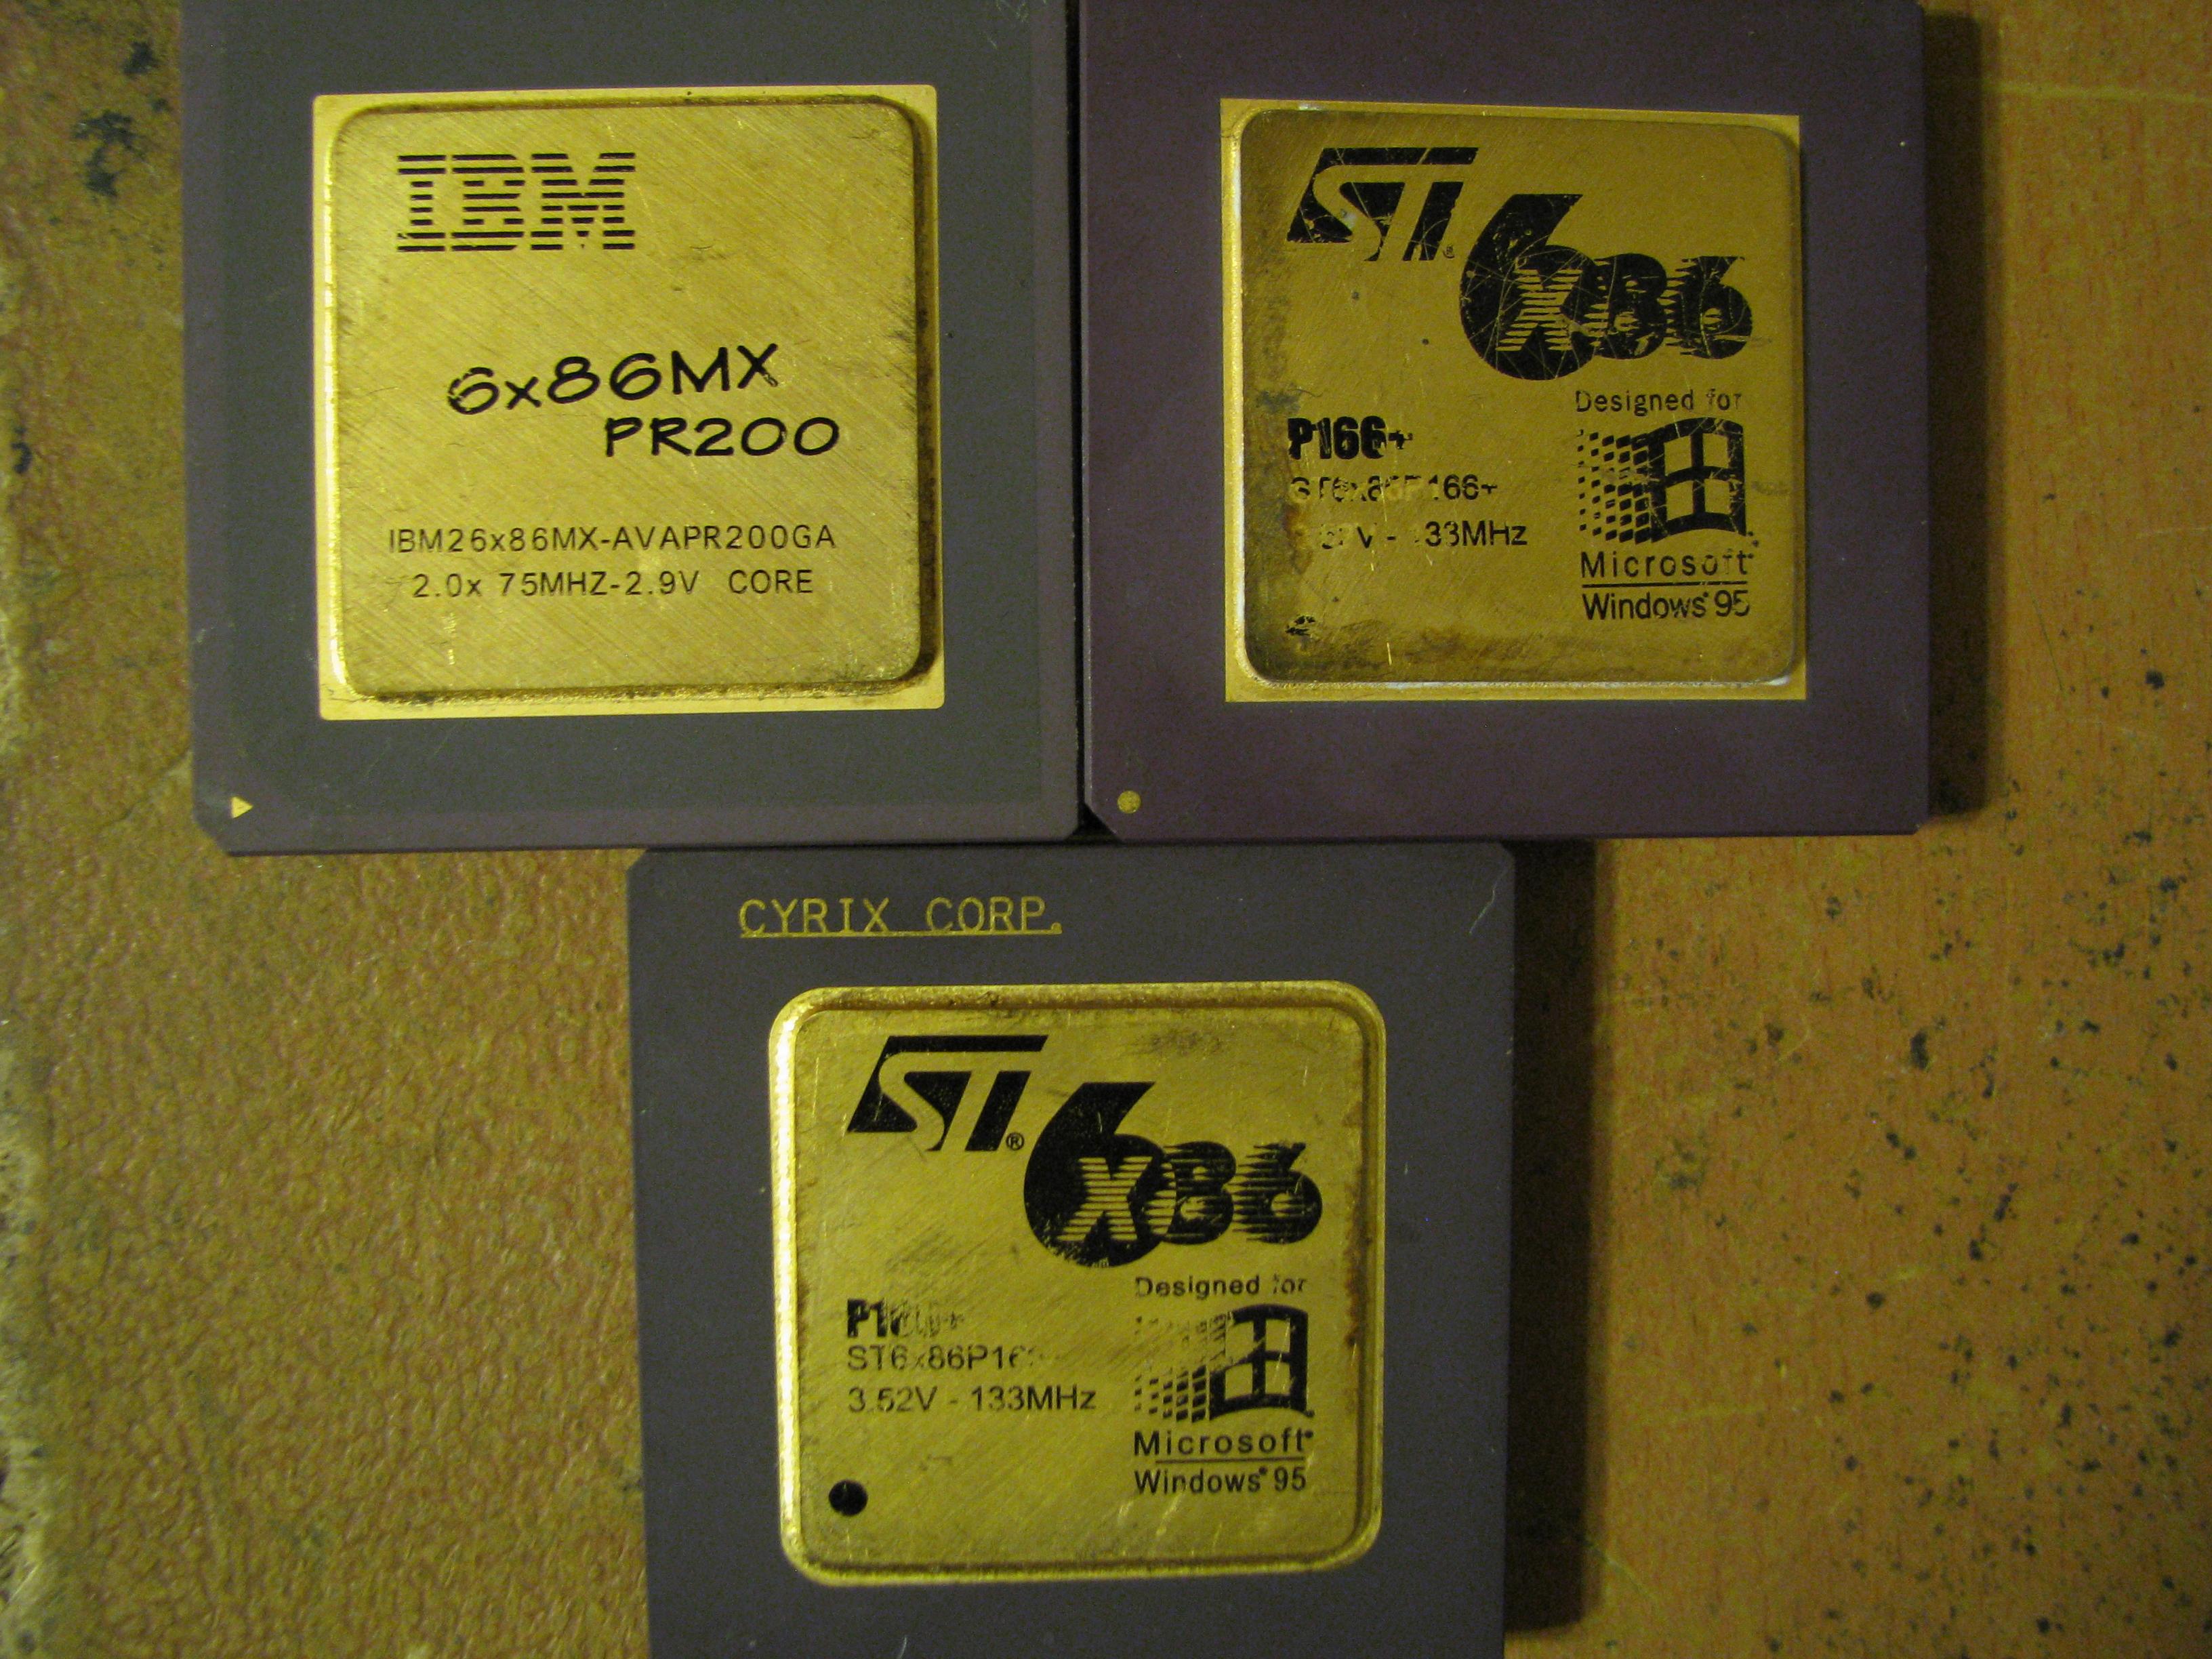 IBM
6x86MX
PR200
IBM26x86MX-AVAPR200GA
2.0x 75MHZ-2.9V CORE
ST
6x86
Designed for
P166+
ST6x86P166+
V - 133MHz
Microsoft
Windows 95
CYRIX CORP.
ST®
6x86
Designed for
3.52V - 133MHz
Microsoft
Windows 95